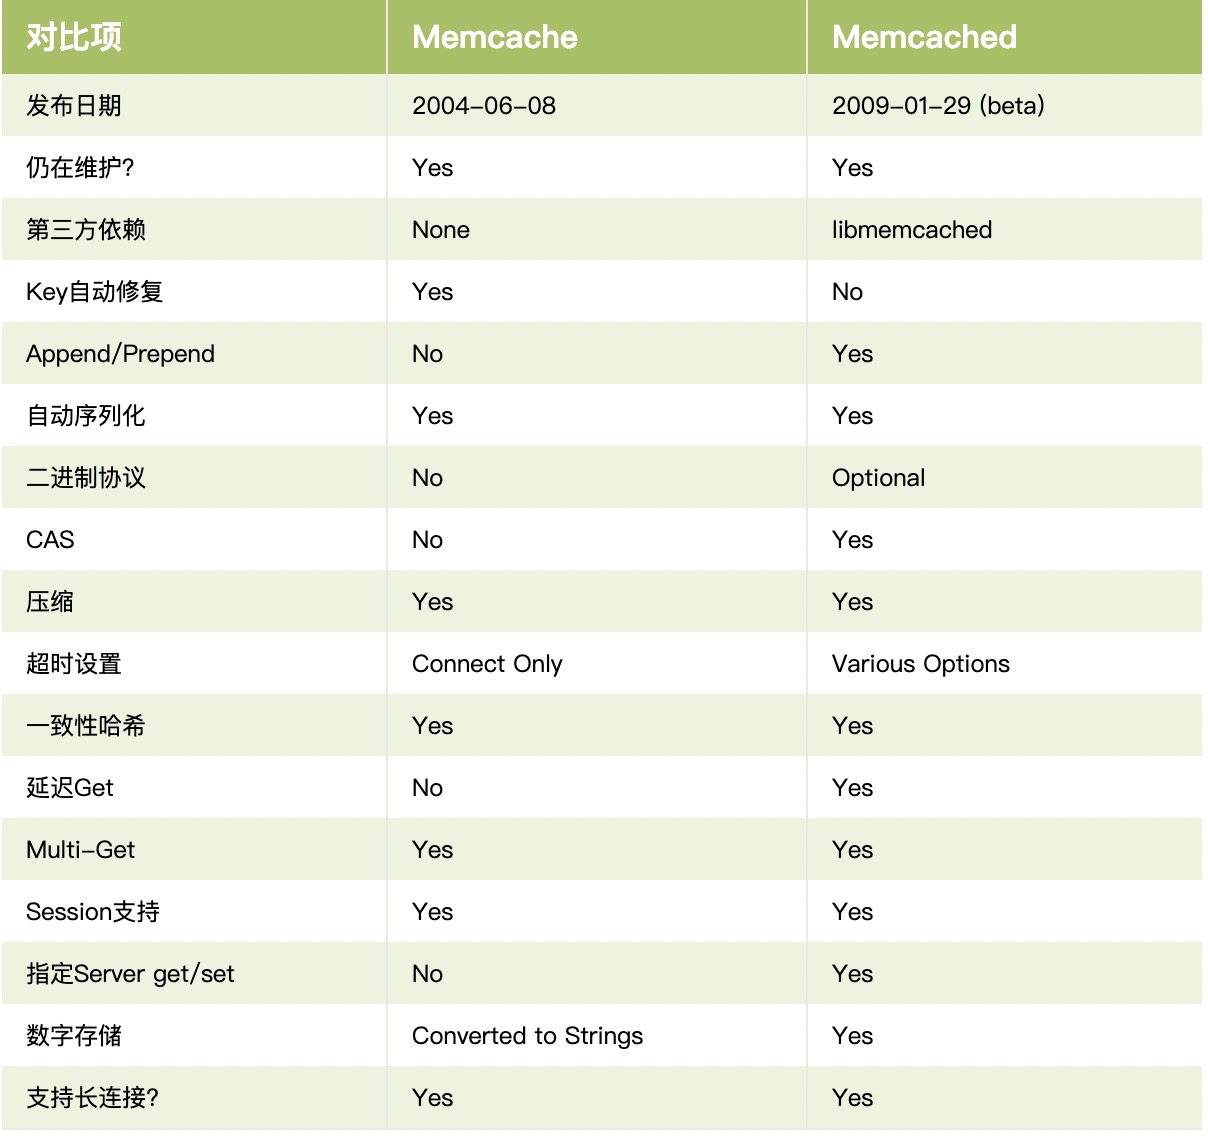 对比项 Memcache Memcached
发布日期 2004-06-08 2009-01-29 (beta)
仍在维护? Yes Yes
第三方依赖 None libmemcached
Key自动修复 Yes No
Append/Prepend No Yes
自动序列化 Yes Yes
二进制协议 No Optional
CAS No Yes
压缩 Yes Yes
超时设置 Connect Only Various Options
一致性哈希 Yes Yes
延迟Get No Yes
Multi-Get Yes Yes
Session支持 Yes Yes
指定Server get/set No Yes
数字存储 Converted to Strings Yes
支持长连接? Yes Yes